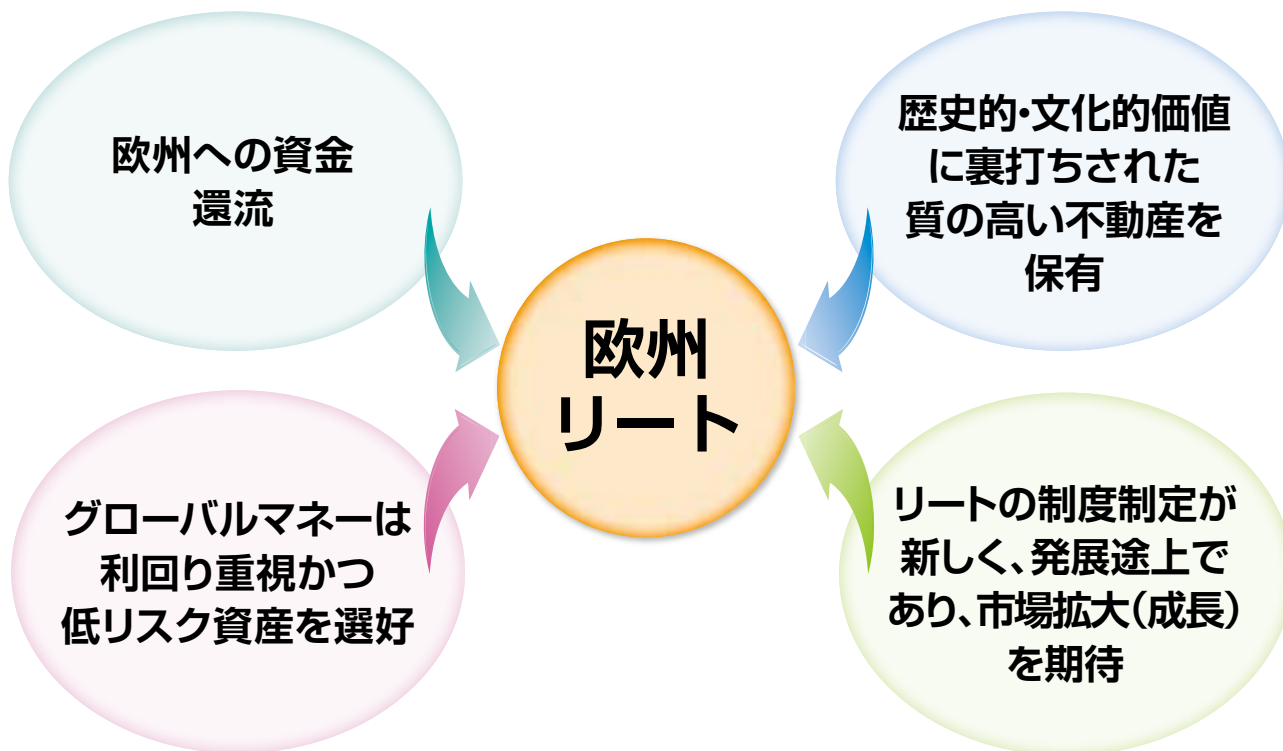 欧州への資金
還流
歴史的・文化的価値
に裏打ちされた
質の高い不動産を
保有
欧州
リート
グローバルマネーは
利回り重視かつ
低リスク資産を選好
リートの制度制定が
新しく、発展途上で
あり、市場拡大(成長)
を期待